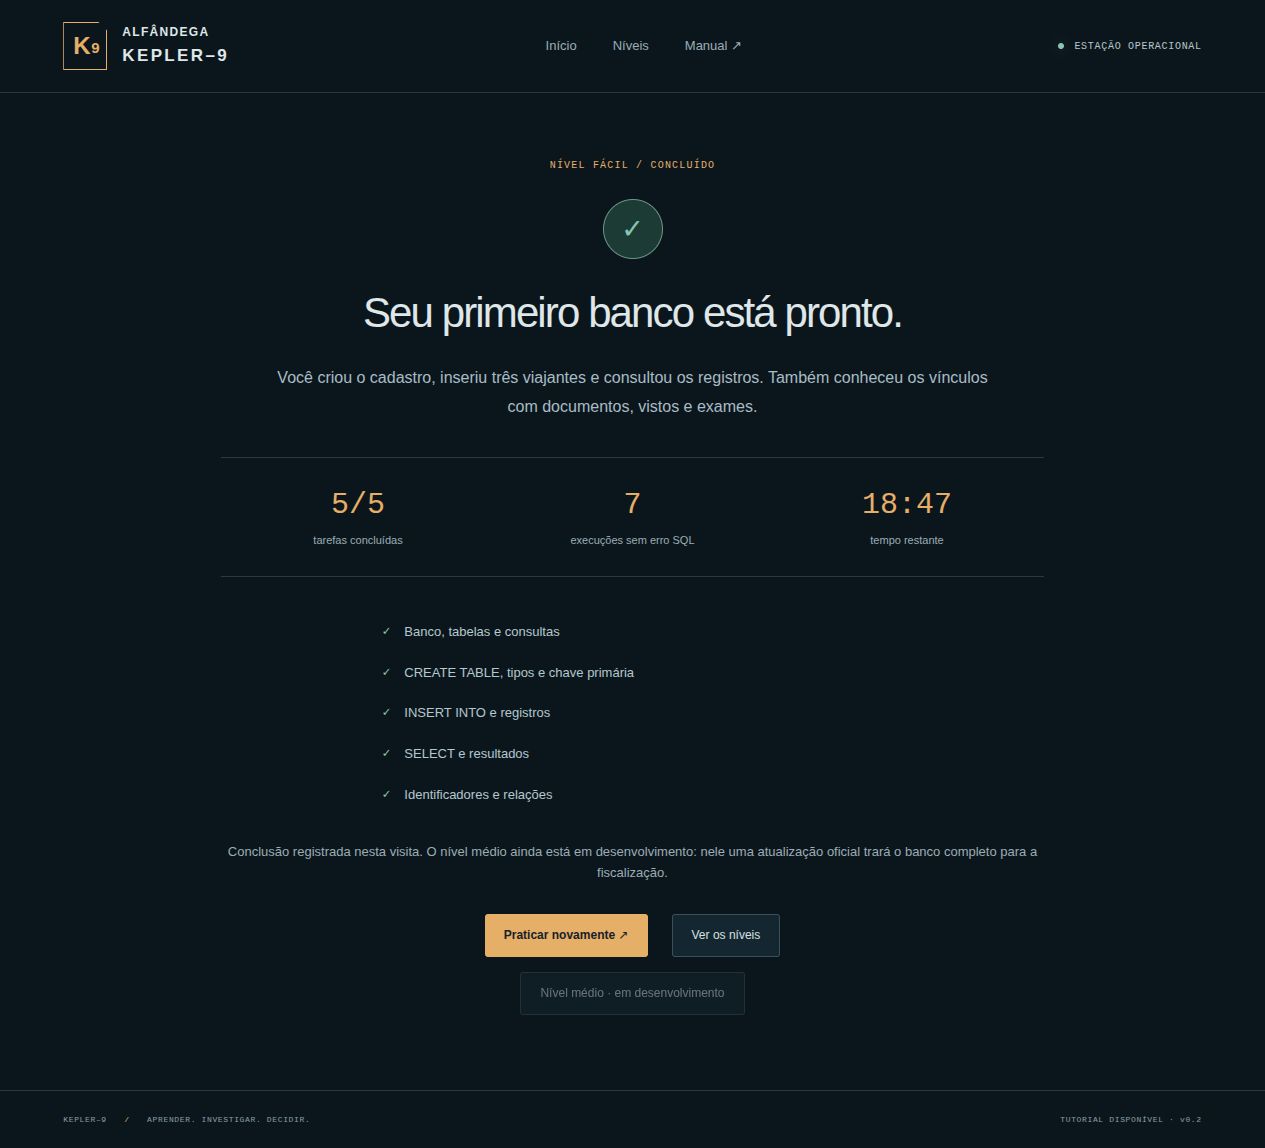 K9
ALFÂNDEGA
KEPLER–9
Início
Níveis
Manual ↗
ESTAÇÃO OPERACIONAL
NÍVEL FÁCIL / CONCLUÍDO
✓
Seu primeiro banco está pronto.
Você criou o cadastro, inseriu três viajantes e consultou os registros. Também conheceu os vínculos
com documentos, vistos e exames.
5/5
7
18:47
tarefas concluídas
execuções sem erro SQL
tempo restante
✓ Banco, tabelas e consultas
✓ CREATE TABLE, tipos e chave primária
✓ INSERT INTO e registros
✓ SELECT e resultados
✓ Identificadores e relações
Conclusão registrada nesta visita. O nível médio ainda está em desenvolvimento: nele uma atualização oficial trará o banco completo para a
fiscalização.
Praticar novamente ↗
Ver os níveis
Nível médio · em desenvolvimento
KEPLER–9 / APRENDER. INVESTIGAR. DECIDIR.
TUTORIAL DISPONÍVEL · v0.2